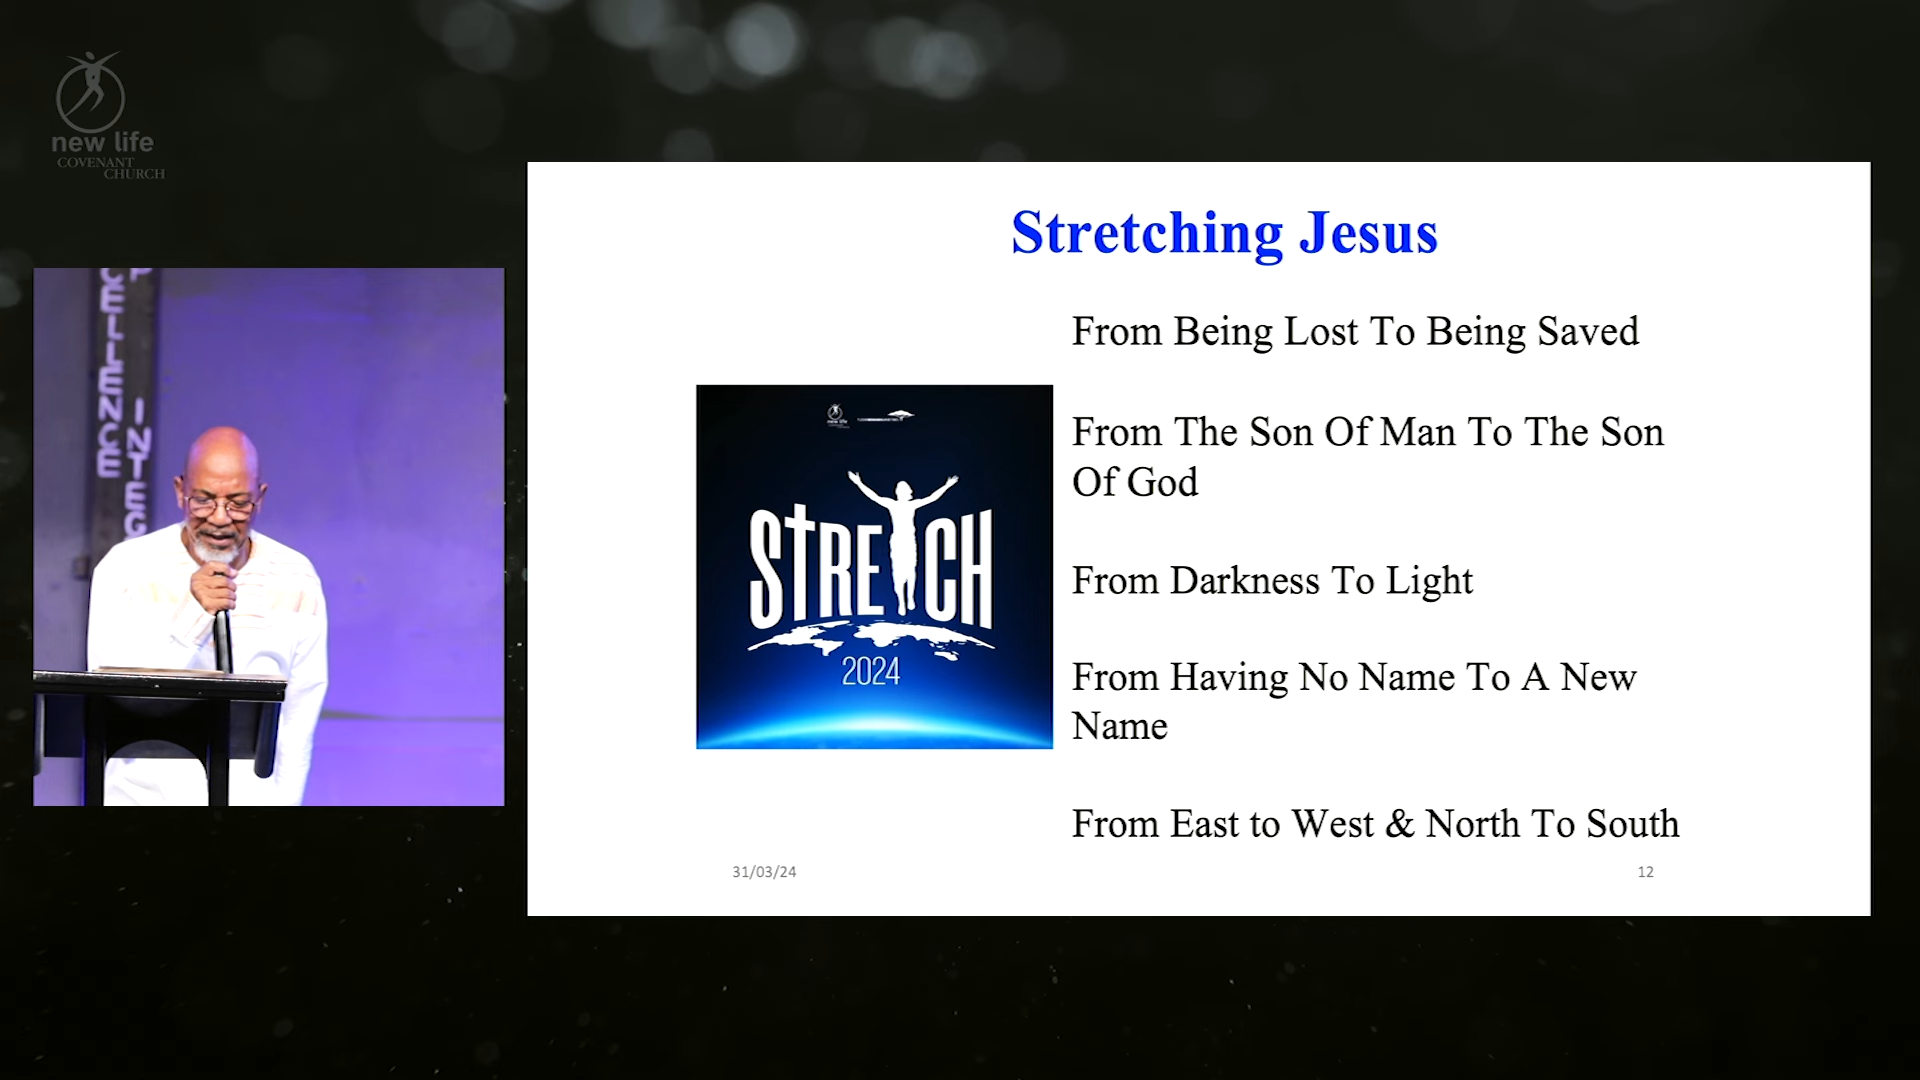 new life
COVENANT
CHURCH
Stretching Jesus
From Being Lost To Being Saved
From The Son Of Man To The Son
Of God
From Darkness To Light
From Having No Name To A New
Name
From East to West & North To South
new life
STRETCH
2024
31/03/24
12